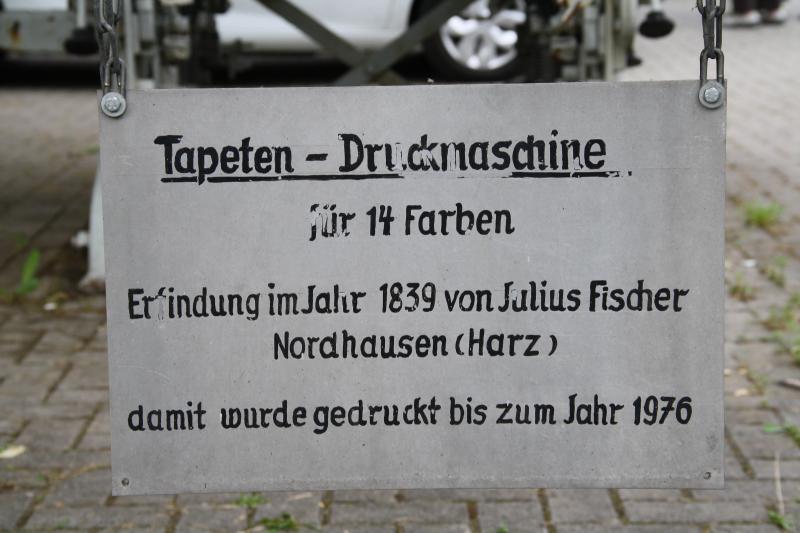 Tapeten - Druckmaschine
für 14 Farben
Erfindung im Jahr 1839 von Julius Fischer
Nordhausen (Harz)
damit wurde gedruckt bis zum Jahr 1976